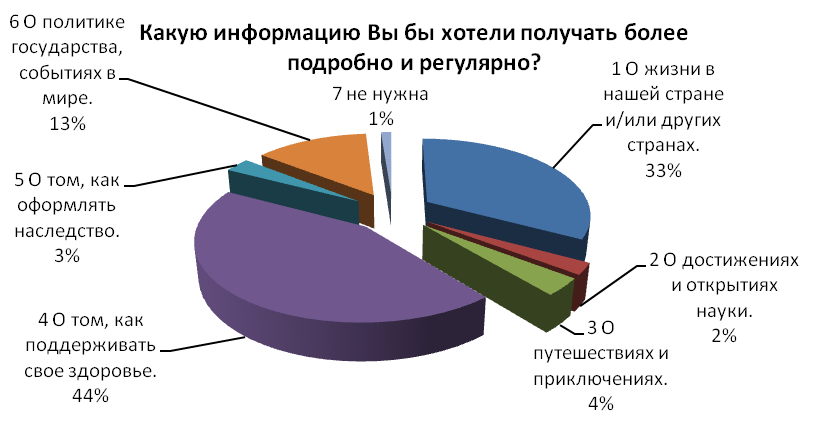 Какую информацию Вы бы хотели получать более
подробно и регулярно?
6 О политике
государства,
событиях в
мире.
13%
7 не нужна
1%
1 О жизни в
нашей стране
и/или других
странах.
33%
5 О том, как
оформлять
наследство.
3%
2 О достижениях
и открытиях
науки.
2%
4 О том, как
поддерживать
свое здоровье.
44%
3 О
путешествиях и
приключениях.
4%